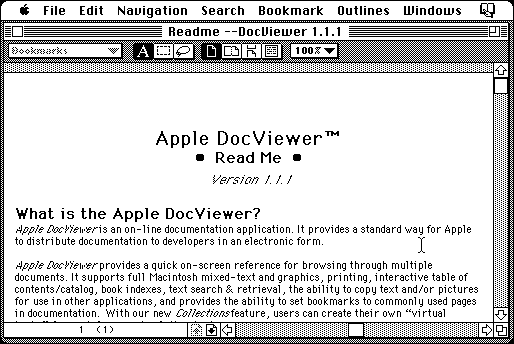 File Edit Navigation Search Bookmark Outlines Windows
Readme --DocViewer 1.1.1
Bookmarks A 100%
Apple DocViewer™
• Read Me •
Version 1.1.1
What is the Apple DocViewer?
Apple DocViewer is an on-line documentation application. It provides a standard way for Apple
to distribute documentation to developers in an electronic form.
Apple DocViewer provides a quick on-screen reference for browsing through multiple
documents. It supports full Macintosh mixed-text and graphics, printing, interactive table of
contents/catalog, book indexes, text search & retrieval, the ability to copy text and/or pictures
for use in other applications, and provides the ability to set bookmarks to commonly used pages
in documentation. With our new Collections feature, users can create their own “virtual
1 (1)